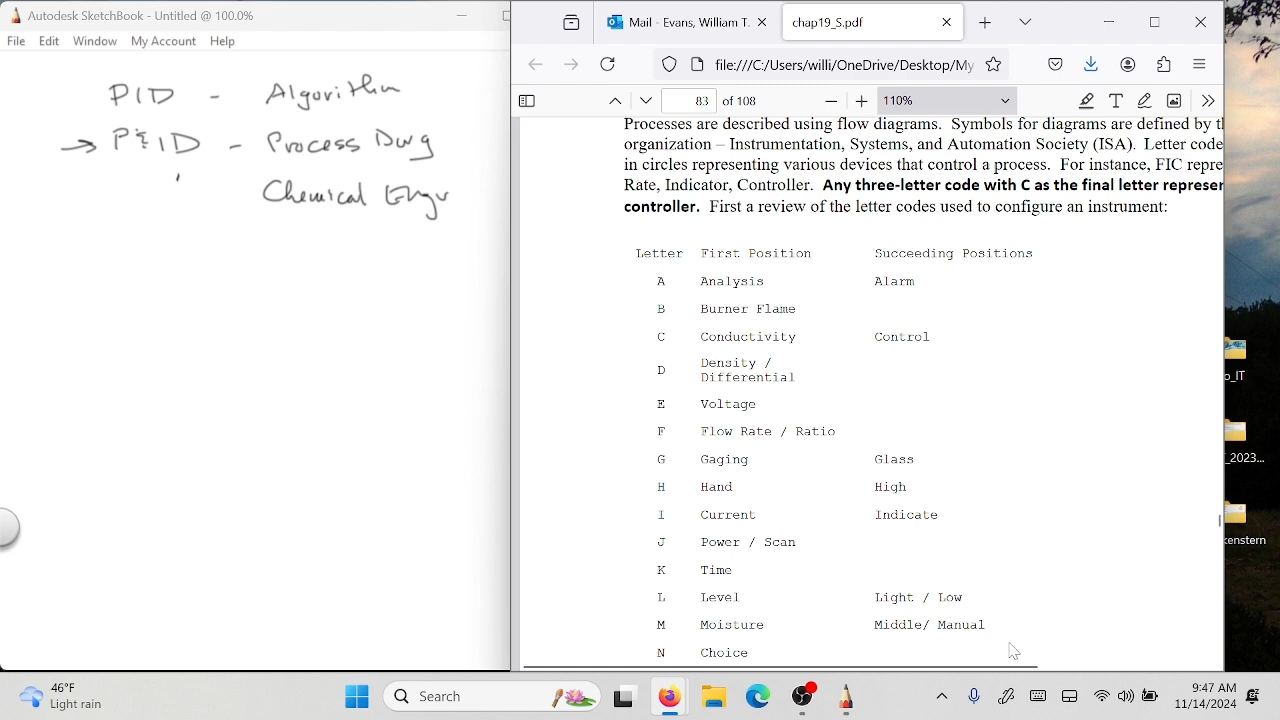 Autodesk SketchBook - Untitled @ 100.0%
File Edit Window My Account Help
PID - Algorithm
→ P&ID - Process Dwg
Chemical Engr
Mail - Evans, William T.
chap19_S.pdf
file:///C:/Users/willi/OneDrive/Desktop/My
83 of 108
110%
Processes are described using flow diagrams. Symbols for diagrams are defined by t
organization – Instrumentation, Systems, and Automation Society (ISA). Letter code
in circles representing various devices that control a process. For instance, FIC repre
Rate, Indicator, Controller. Any three-letter code with C as the final letter represer
controller. First a review of the letter codes used to configure an instrument:
Letter First Position Succeeding Positions
A Analysis Alarm
B Burner Flame
C Conductivity Control
D Density / Differential
E Voltage
F Flow Rate / Ratio
G Gaging Glass
H Hand High
I Current Indicate
J Power / Scan
K Time
L Level Light / Low
M Moisture Middle/ Manual
N Choice
o_IT
_2023...
kenstern
46°F
Light rain
Search
9:47 AM
11/14/2024